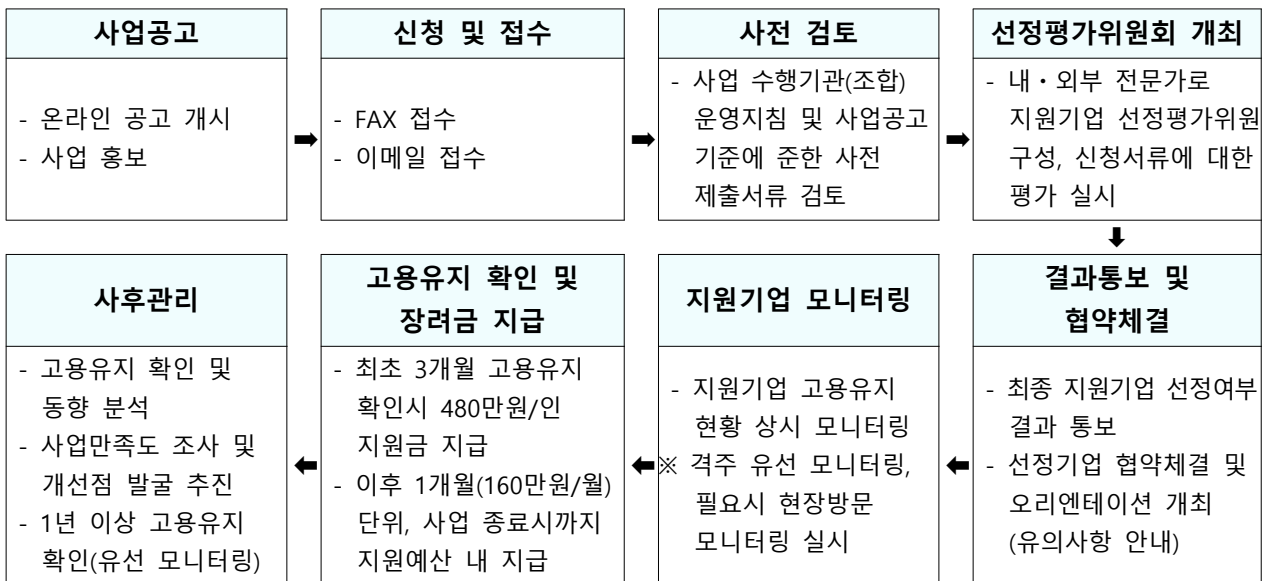 사업공고
- 온라인 공고 개시
- 사업 홍보
➡
신청 및 접수
- FAX 접수
- 이메일 접수
➡
사전 검토
- 사업 수행기관(조합)
운영지침 및 사업공고
기준에 준한 사전
제출서류 검토
➡
선정평가위원회 개최
- 내・외부 전문가로
지원기업 선정평가위원
구성, 신청서류에 대한
평가 실시
⬇
결과통보 및
협약체결
- 최종 지원기업 선정여부
결과 통보
- 선정기업 협약체결 및
오리엔테이션 개최
(유의사항 안내)
⬅
지원기업 모니터링
- 지원기업 고용유지
현황 상시 모니터링
※ 격주 유선 모니터링,
필요시 현장방문
모니터링 실시
⬅
고용유지 확인 및
장려금 지급
- 최초 3개월 고용유지
확인시 480만원/인
지원금 지급
- 이후 1개월(160만원/월)
단위, 사업 종료시까지
지원예산 내 지급
⬅
사후관리
- 고용유지 확인 및
동향 분석
- 사업만족도 조사 및
개선점 발굴 추진
- 1년 이상 고용유지
확인(유선 모니터링)